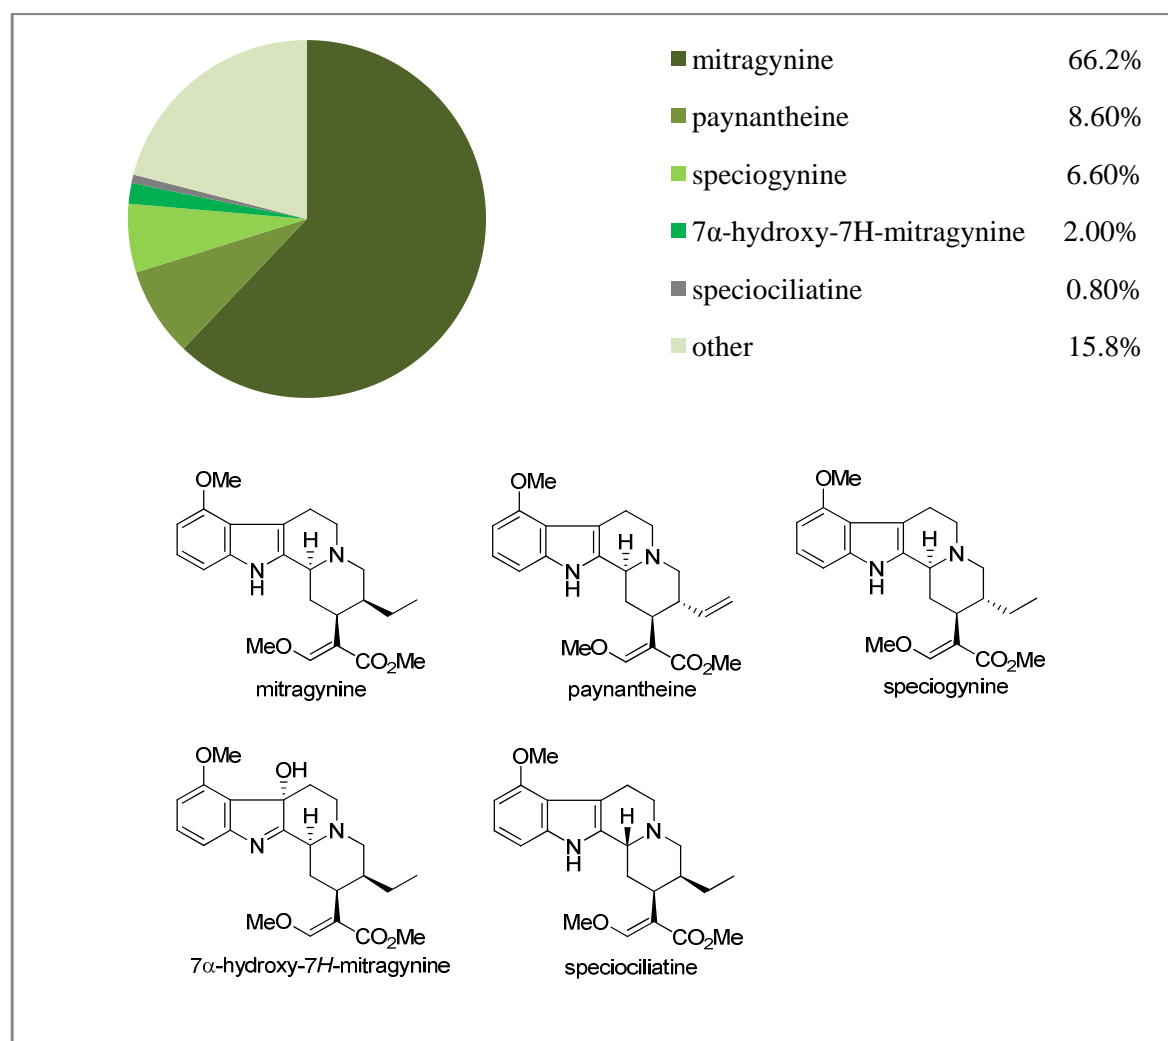 mitragynine 66.2%
paynantheine 8.60%
speciogynine 6.60%
7α-hydroxy-7H-mitragynine 2.00%
speciociliatine 0.80%
other 15.8%
OMe
H
N
N
H
MeO
CO2Me
mitragynine
OMe
H
N
N
H
MeO
CO2Me
paynantheine
OMe
H
N
N
H
MeO
CO2Me
speciogynine
OMe
OH
H
N
N
MeO
CO2Me
7α-hydroxy-7H-mitragynine
OMe
H
N
N
H
MeO
CO2Me
speciociliatine